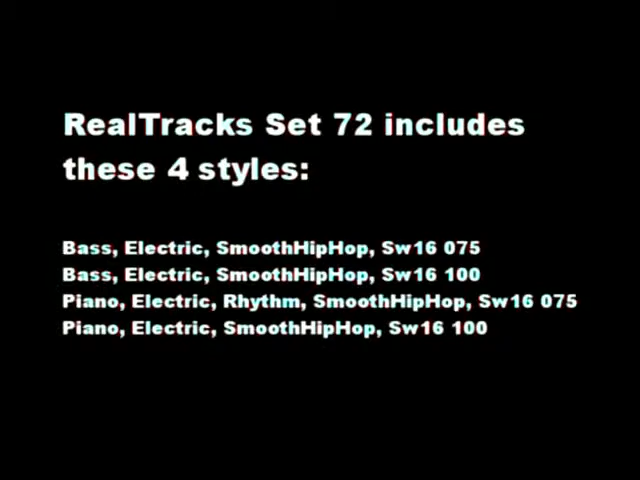 RealTracks Set 72 includes
these 4 styles:
Bass, Electric, SmoothHipHop, Sw16 075
Bass, Electric, SmoothHipHop, Sw16 100
Piano, Electric, Rhythm, SmoothHipHop, Sw16 075
Piano, Electric, SmoothHipHop, Sw16 100